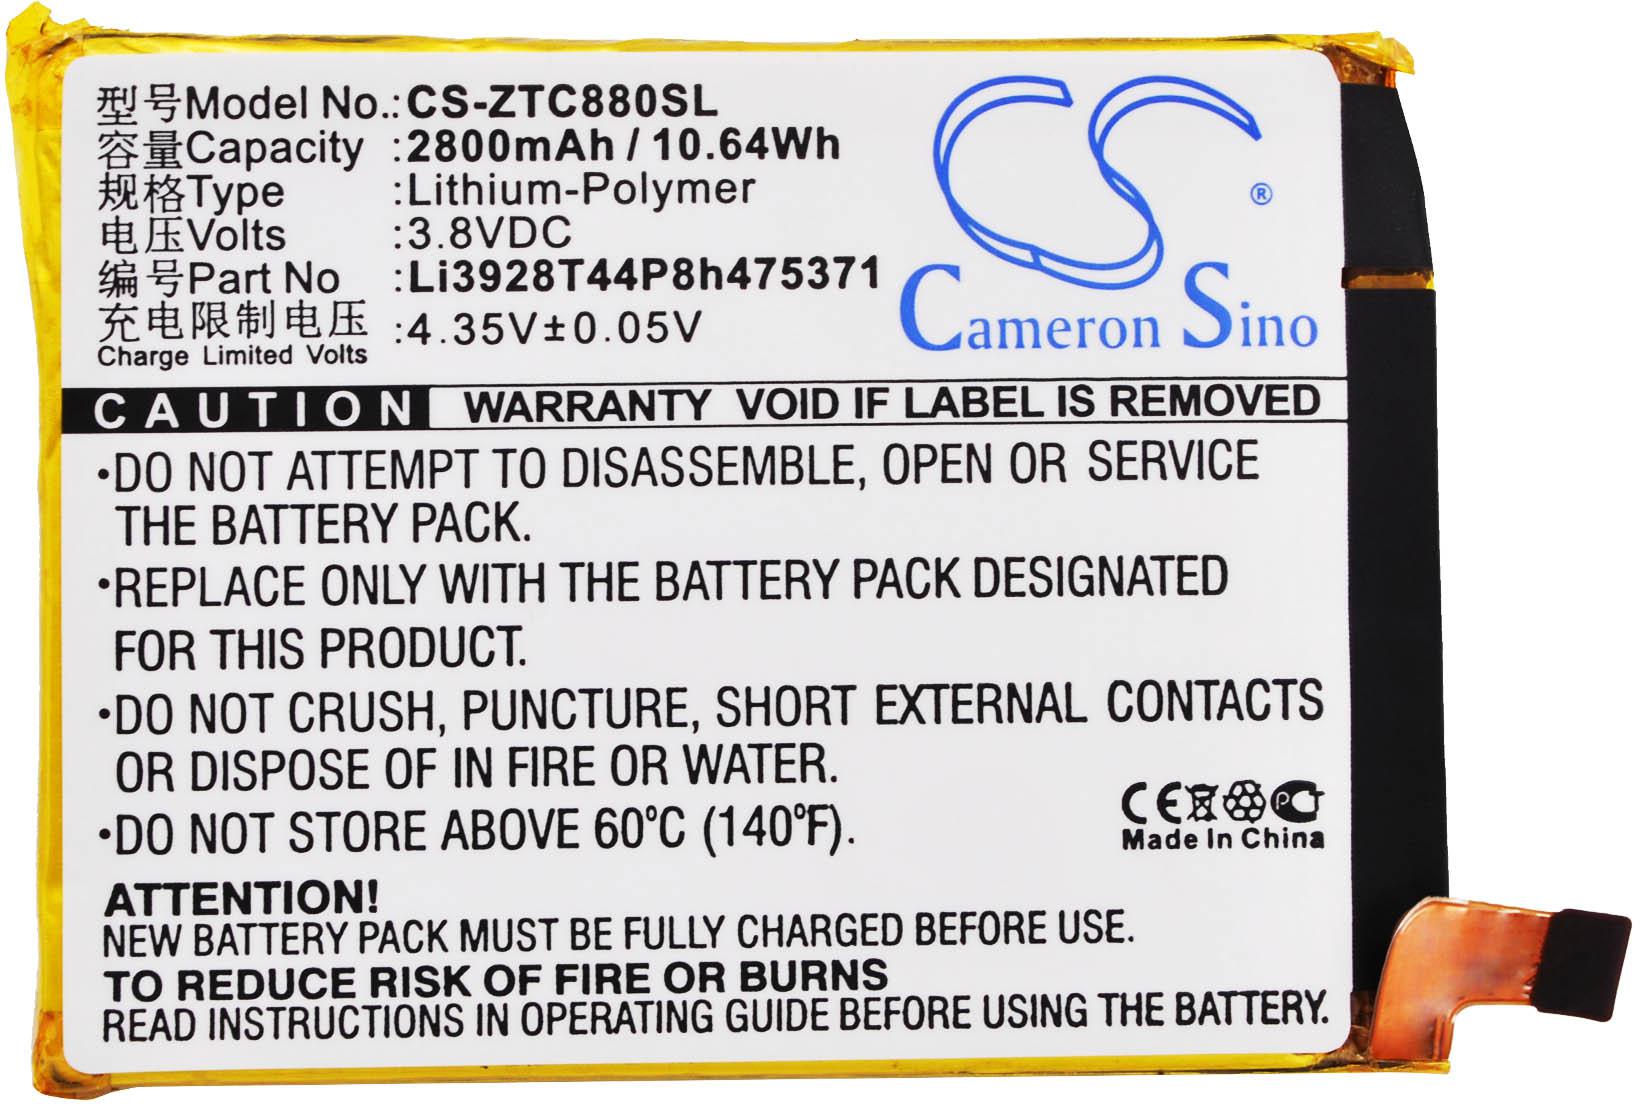 型号Model No.:CS-ZTC880SL
容量Capacity :2800mAh / 10.64Wh
规格Type :Lithium-Polymer
电压Volts :3.8VDC
编号Part No :Li3928T44P8h475371
充电限制电压 :4.35V±0.05V
Charge Limited Volts
CS ®
Cameron Sino
CAUTION WARRANTY VOID IF LABEL IS REMOVED
•DO NOT ATTEMPT TO DISASSEMBLE, OPEN OR SERVICE
THE BATTERY PACK.
•REPLACE ONLY WITH THE BATTERY PACK DESIGNATED
FOR THIS PRODUCT.
•DO NOT CRUSH, PUNCTURE, SHORT EXTERNAL CONTACTS
OR DISPOSE OF IN FIRE OR WATER.
•DO NOT STORE ABOVE 60°C (140°F).
CE PCT
Made In China
ATTENTION!
NEW BATTERY PACK MUST BE FULLY CHARGED BEFORE USE.
TO REDUCE RISK OF FIRE OR BURNS
READ INSTRUCTIONS IN OPERATING GUIDE BEFORE USING THE BATTERY.